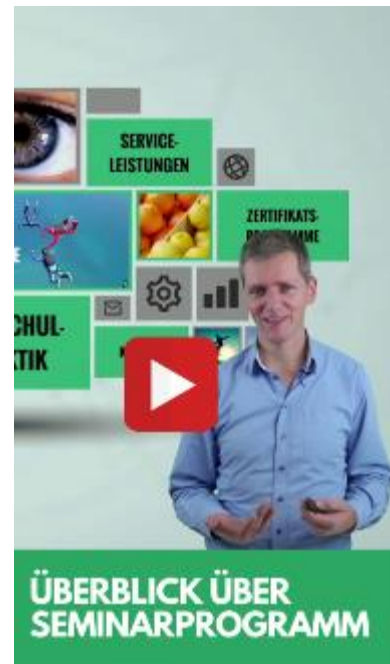 SERVICE-
LEISTUNGEN
ZERTIFIKATS-
CHUL-
TIK
ÜBERBLICK ÜBER
SEMINARPROGRAMM